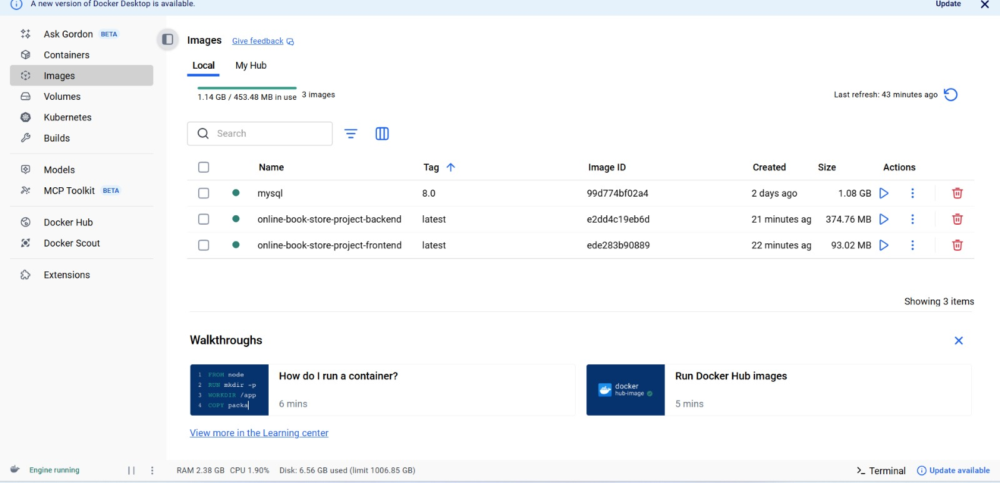 A new version of Docker Desktop is available. Update
Ask Gordon BETA
Containers
Images
Volumes
Kubernetes
Builds
Models
MCP Toolkit BETA
Docker Hub
Docker Scout
Extensions
Images Give feedback
Local My Hub
1.14 GB / 453.48 MB in use 3 images Last refresh: 43 minutes ago
Search
Name Tag Image ID Created Size Actions
mysql 8.0 99d774bf02a4 2 days ago 1.08 GB
online-book-store-project-backend latest e2dd4c19eb6d 21 minutes ag 374.76 MB
online-book-store-project-frontend latest ede283b90889 22 minutes ag 93.02 MB
Showing 3 items
Walkthroughs
1 FROM node
2 RUN mkdir -p
3 WORKDIR /app
4 COPY packa
How do I run a container?
6 mins
docker
hub-image
Run Docker Hub images
5 mins
View more in the Learning center
Engine running RAM 2.38 GB CPU 1.90% Disk: 6.56 GB used (limit 1006.85 GB) >_ Terminal Update available